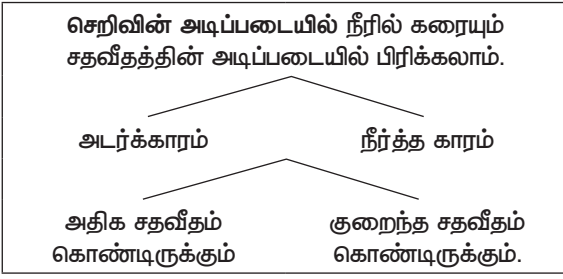 செறிவின் அடிப்படையில் நீரில் கரையும்
சதவீதத்தின் அடிப்படையில் பிரிக்கலாம்.
அடர்க்காரம் நீர்த்த காரம்
அதிக சதவீதம் குறைந்த சதவீதம்
கொண்டிருக்கும் கொண்டிருக்கும்.